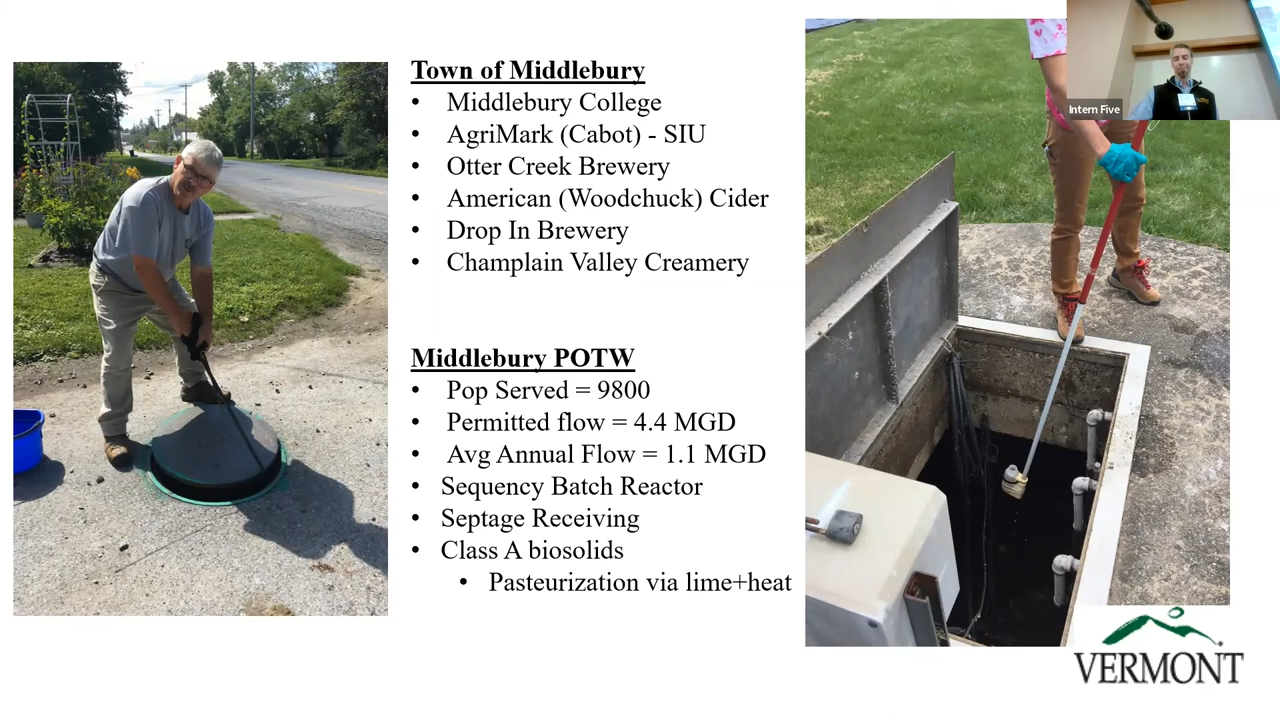 Town of Middlebury
• Middlebury College
• AgriMark (Cabot) - SIU
• Otter Creek Brewery
• American (Woodchuck) Cider
• Drop In Brewery
• Champlain Valley Creamery
Middlebury POTW
• Pop Served = 9800
• Permitted flow = 4.4 MGD
• Avg Annual Flow = 1.1 MGD
• Sequency Batch Reactor
• Septage Receiving
• Class A biosolids
• Pasteurization via lime+heat
Intern Five
VERMONT